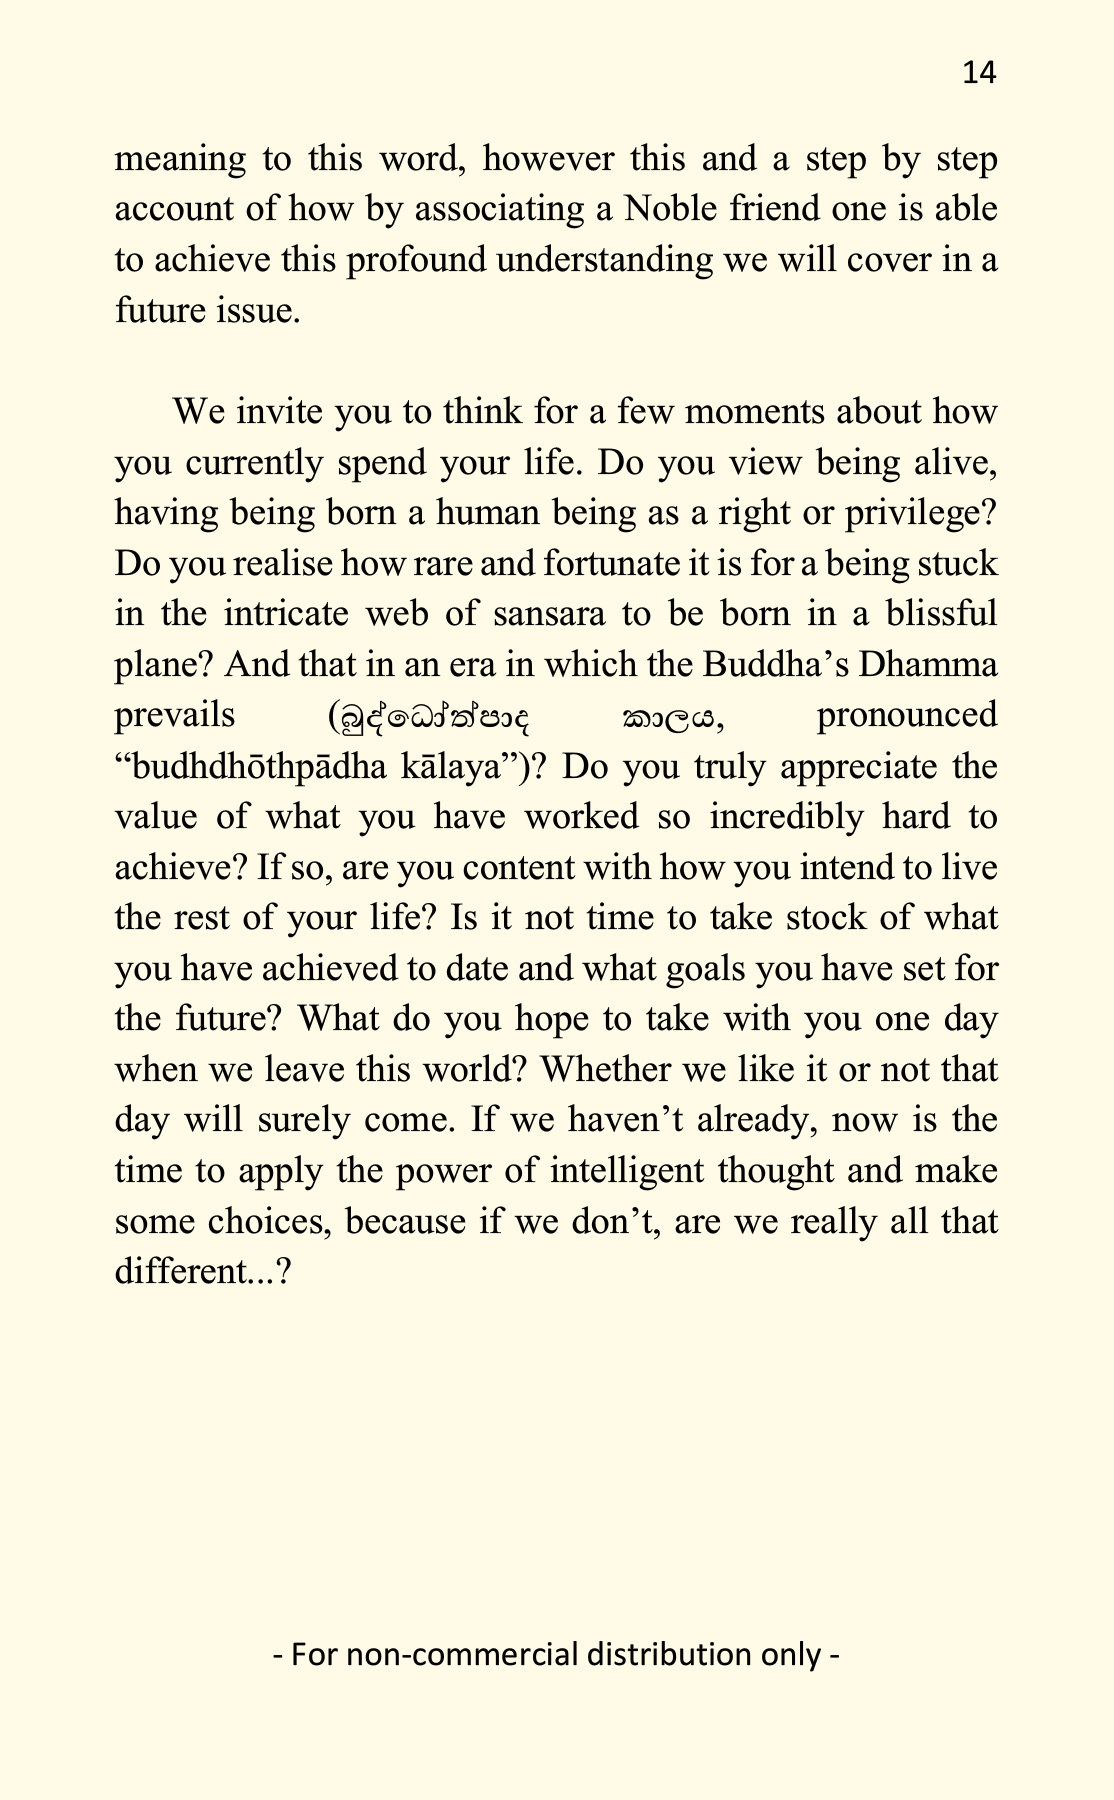 14
meaning to this word, however this and a step by step
account of how by associating a Noble friend one is able
to achieve this profound understanding we will cover in a
future issue.
We invite you to think for a few moments about how
you currently spend your life. Do you view being alive,
having being born a human being as a right or privilege?
Do you realise how rare and fortunate it is for a being stuck
in the intricate web of sansara to be born in a blissful
plane? And that in an era in which the Buddha’s Dhamma
prevails (බුද්ධෝත්පාද කාලය, pronounced
“budhdhōthpādha kālaya”)? Do you truly appreciate the
value of what you have worked so incredibly hard to
achieve? If so, are you content with how you intend to live
the rest of your life? Is it not time to take stock of what
you have achieved to date and what goals you have set for
the future? What do you hope to take with you one day
when we leave this world? Whether we like it or not that
day will surely come. If we haven’t already, now is the
time to apply the power of intelligent thought and make
some choices, because if we don’t, are we really all that
different...?
- For non-commercial distribution only -